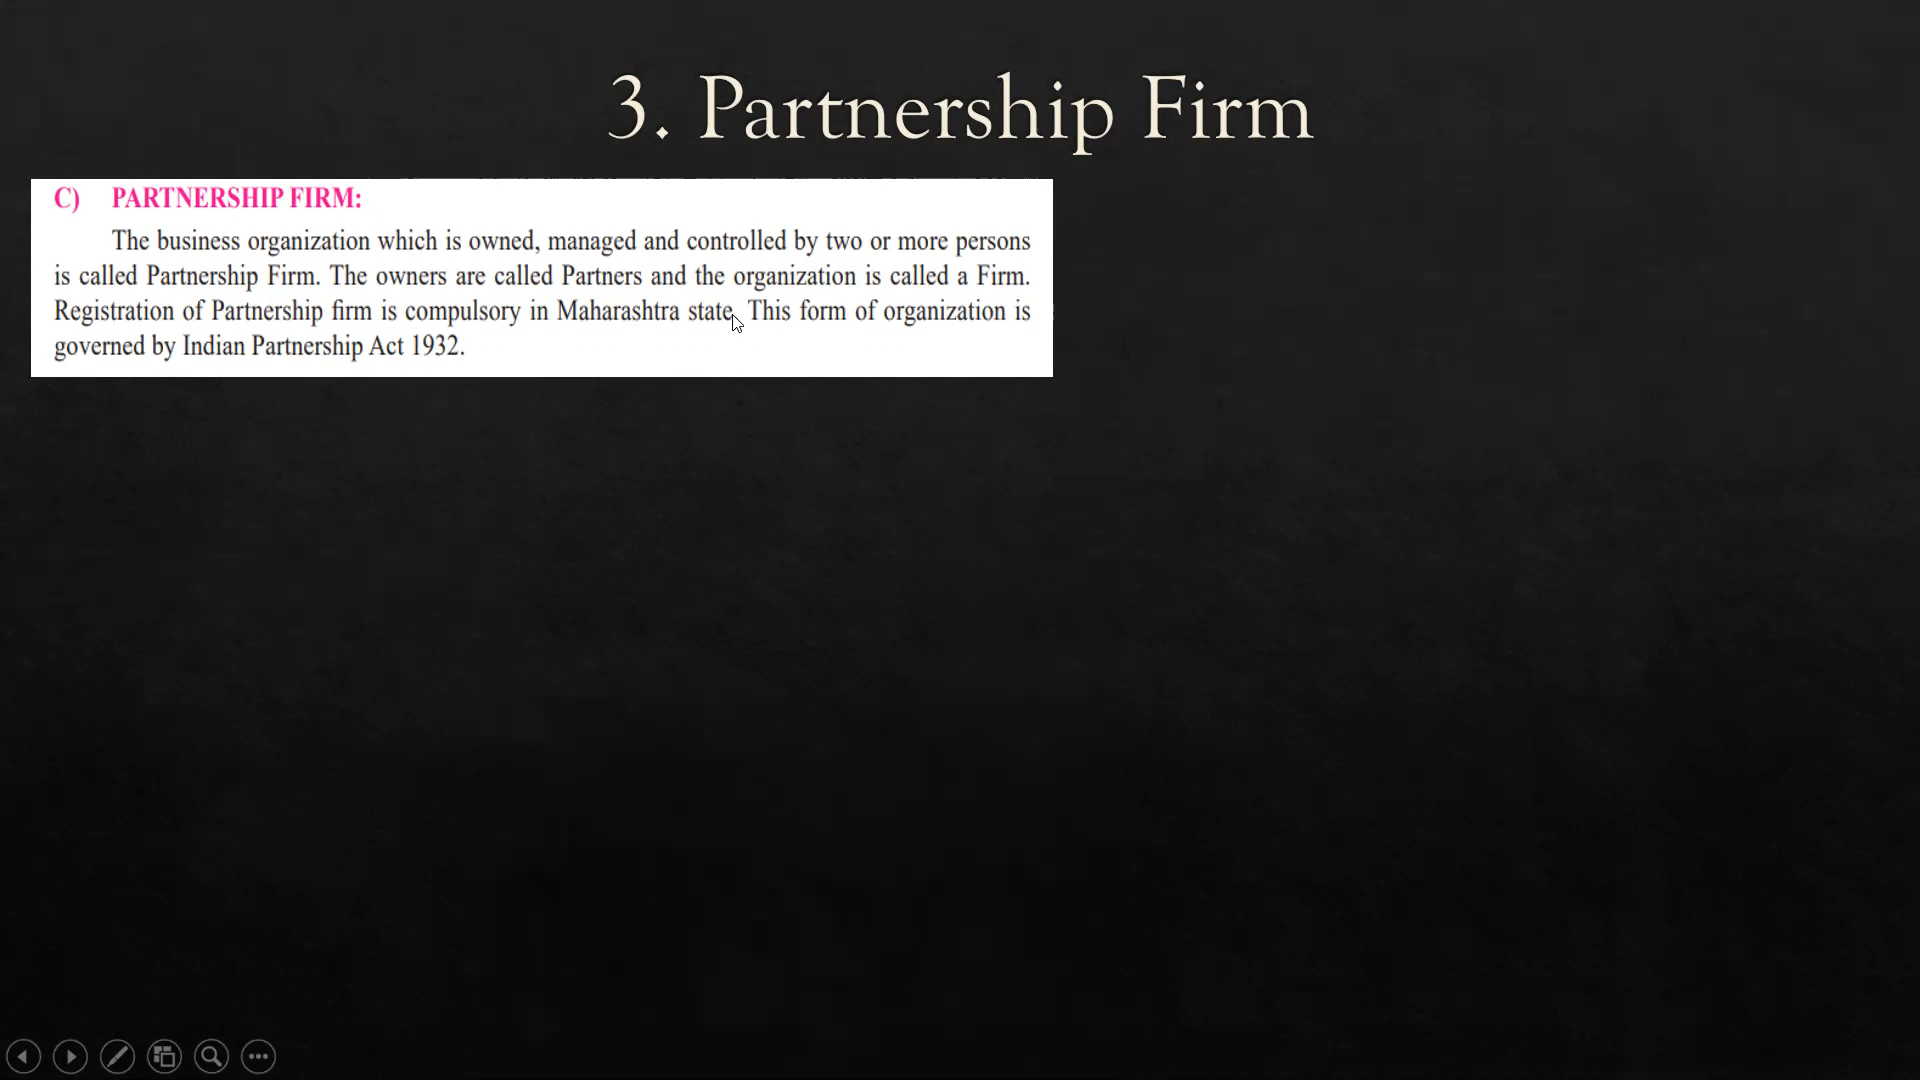 3. Partnership Firm
C) PARTNERSHIP FIRM:
The business organization which is owned, managed and controlled by two or more persons
is called Partnership Firm. The owners are called Partners and the organization is called a Firm.
Registration of Partnership firm is compulsory in Maharashtra state. This form of organization is
governed by Indian Partnership Act 1932.